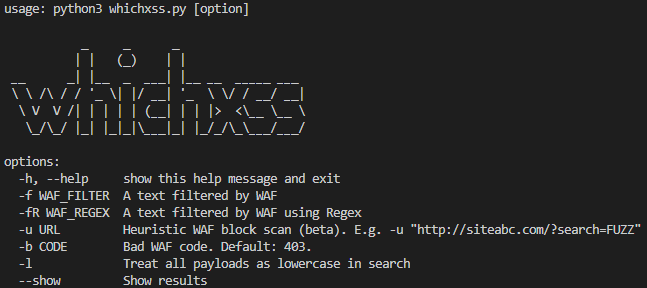 usage: python3 whichxss.py [option]
whichxss
options:
-h, --help show this help message and exit
-f WAF_FILTER A text filtered by WAF
-fR WAF_REGEX A text filtered by WAF using Regex
-u URL Heuristic WAF block scan (beta). E.g. -u "http://siteabc.com/?search=FUZZ"
-b CODE Bad WAF code. Default: 403.
-l Treat all payloads as lowercase in search
--show Show results